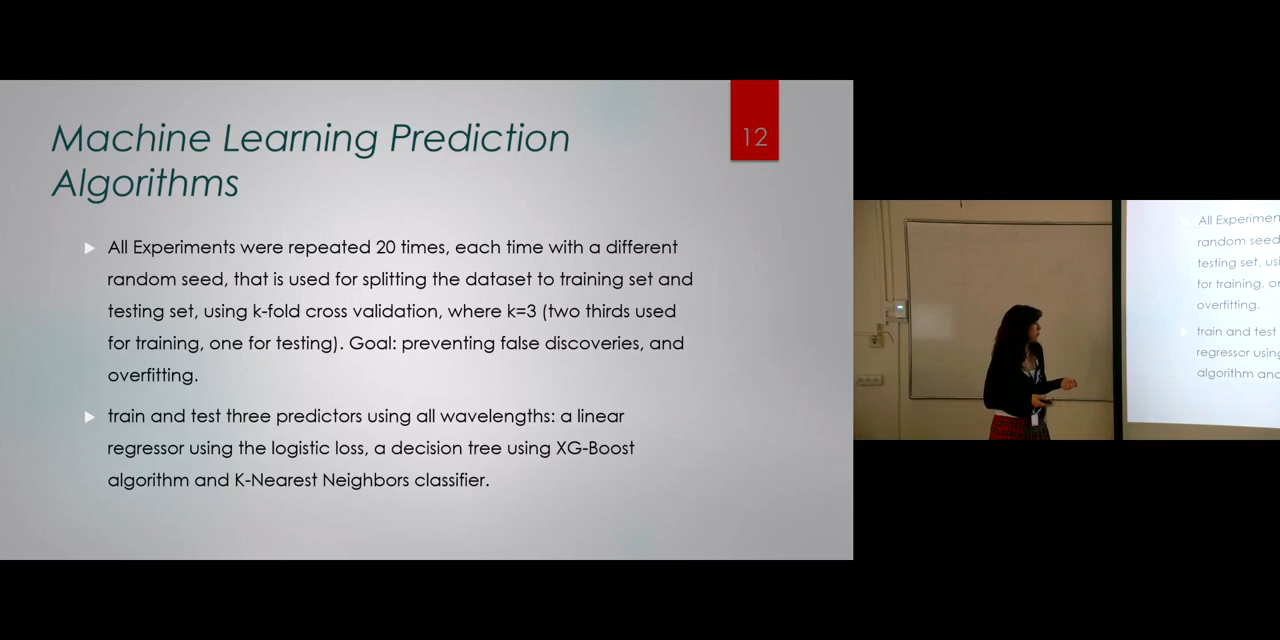 Machine Learning Prediction
Algorithms
12
All Experiments were repeated 20 times, each time with a different
random seed, that is used for splitting the dataset to training set and
testing set, using k-fold cross validation, where k=3 (two thirds used
for training, one for testing). Goal: preventing false discoveries, and
overfitting.
train and test three predictors using all wavelengths: a linear
regressor using the logistic loss, a decision tree using XG-Boost
algorithm and K-Nearest Neighbors classifier.
All Experimen
random seed
testing set, usi
for training, or
overfitting.
train and test
regressor using
algorithm and